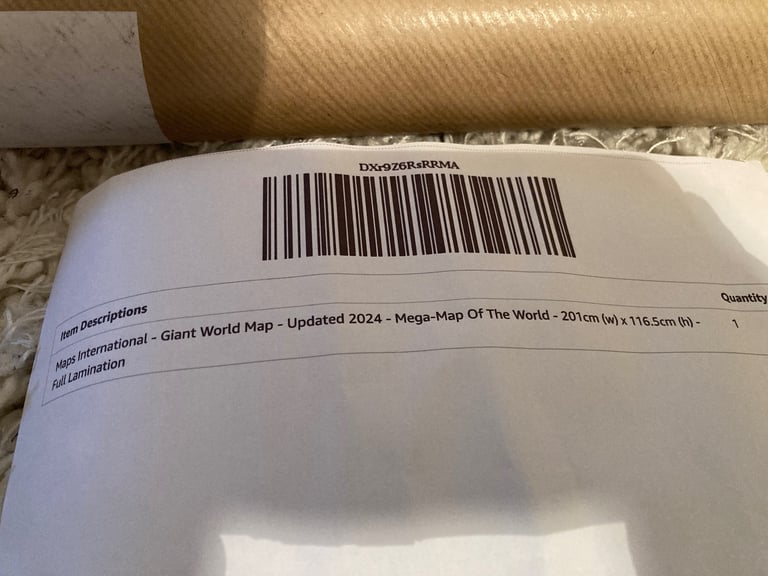 DXr9Z6RsRRMA
Item Descriptions Quantity
Maps International - Giant World Map - Updated 2024 - Mega-Map Of The World - 201cm (w) x 116.5cm (h) - 1
Full Lamination